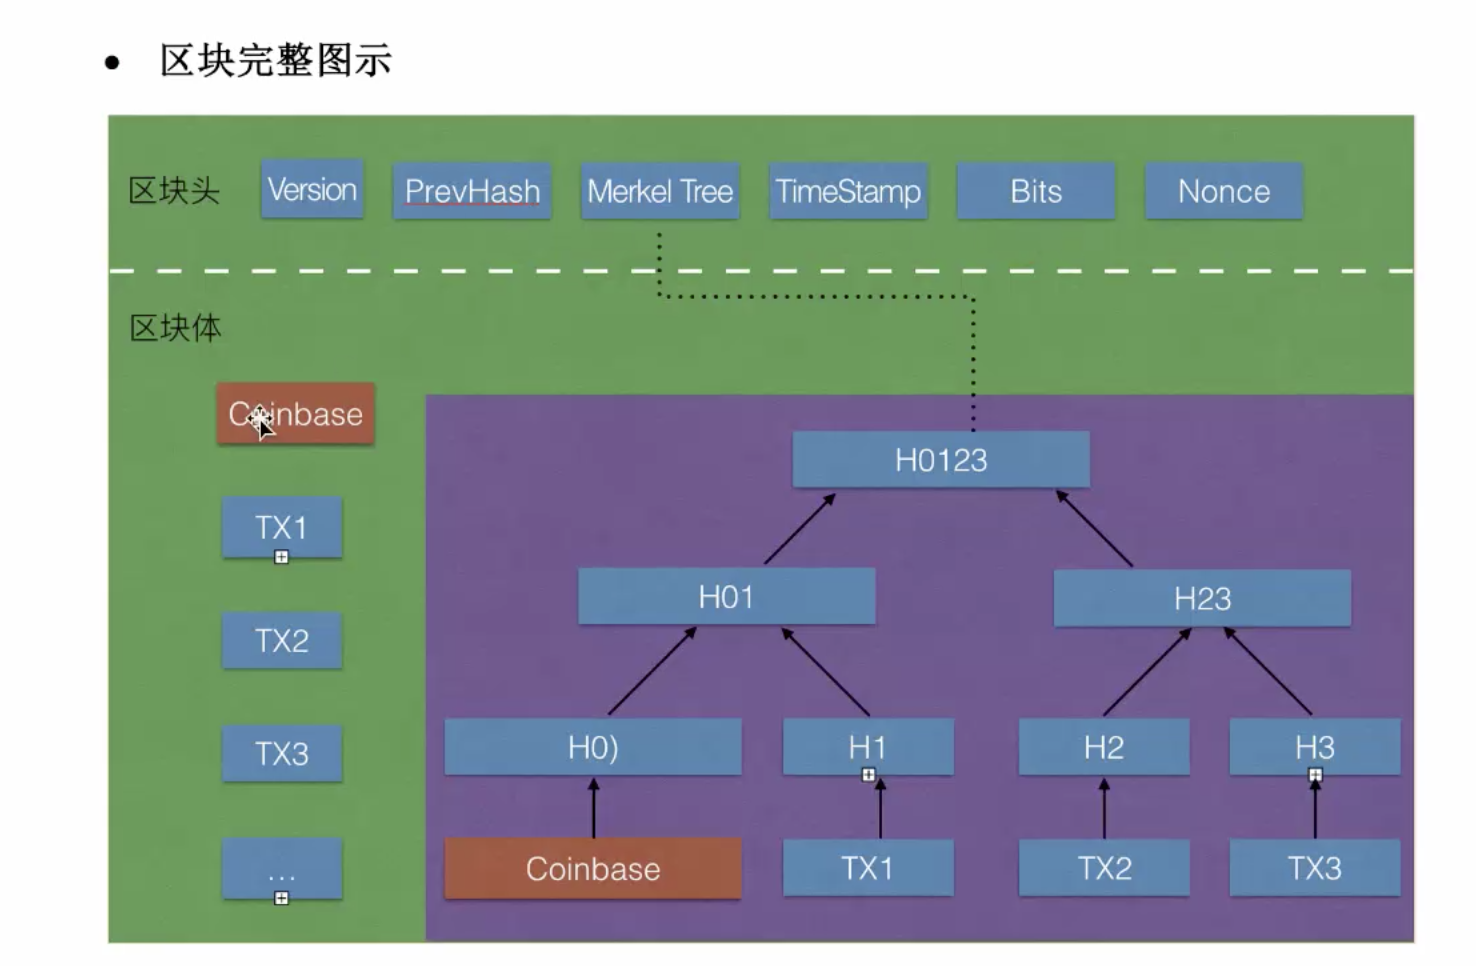 区块完整图示
区块头 Version PrevHash Merkel Tree TimeStamp Bits Nonce
区块体
Coinbase
TX1
TX2
TX3
...
H0123
H01 H23
H0) H1 H2 H3
Coinbase TX1 TX2 TX3